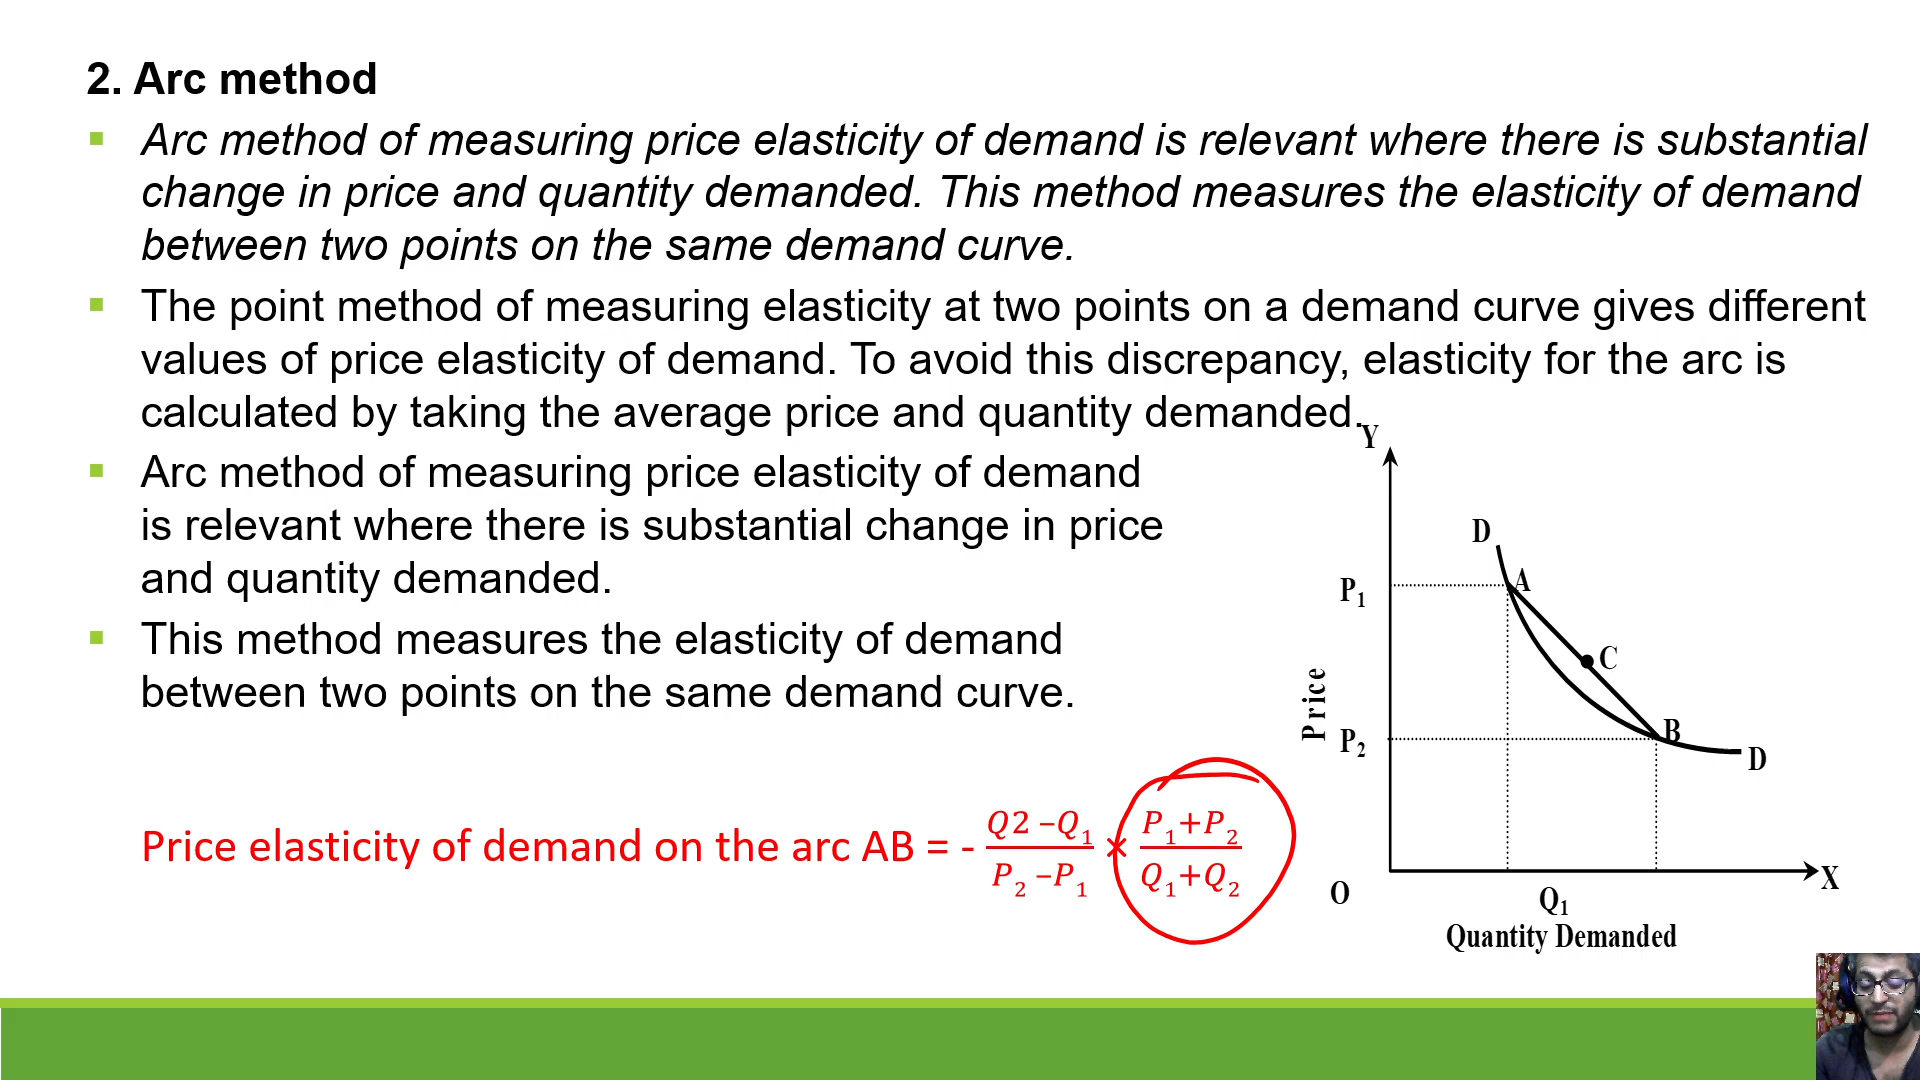 2. Arc method
▪ Arc method of measuring price elasticity of demand is relevant where there is substantial
change in price and quantity demanded. This method measures the elasticity of demand
between two points on the same demand curve.
▪ The point method of measuring elasticity at two points on a demand curve gives different
values of price elasticity of demand. To avoid this discrepancy, elasticity for the arc is
calculated by taking the average price and quantity demanded.
▪ Arc method of measuring price elasticity of demand
is relevant where there is substantial change in price
and quantity demanded.
▪ This method measures the elasticity of demand
between two points on the same demand curve.
Price elasticity of demand on the arc AB = - (Q2 –Q₁)/(P₂ –P₁) × (P₁+P₂)/(Q₁+Q₂)
Y
D
A
P₁
C
Price
B
P₂
D
X
O
Q₁
Quantity Demanded